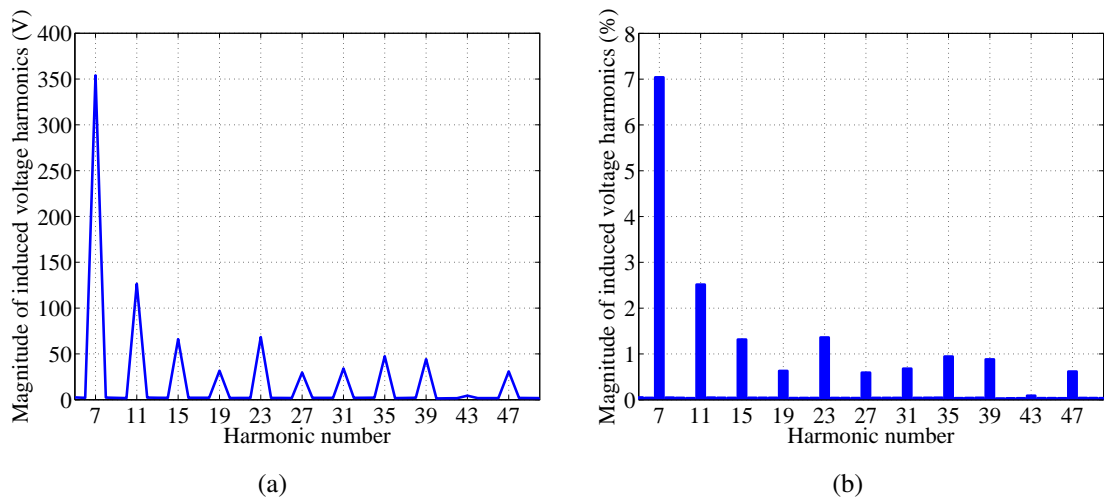 Magnitude of induced voltage harmonics (V)
400
350
300
250
200
150
100
50
0
7 11 15 19 23 27 31 35 39 43 47
Harmonic number
(a)
Magnitude of induced voltage harmonics (%)
8
7
6
5
4
3
2
1
0
7 11 15 19 23 27 31 35 39 43 47
Harmonic number
(b)